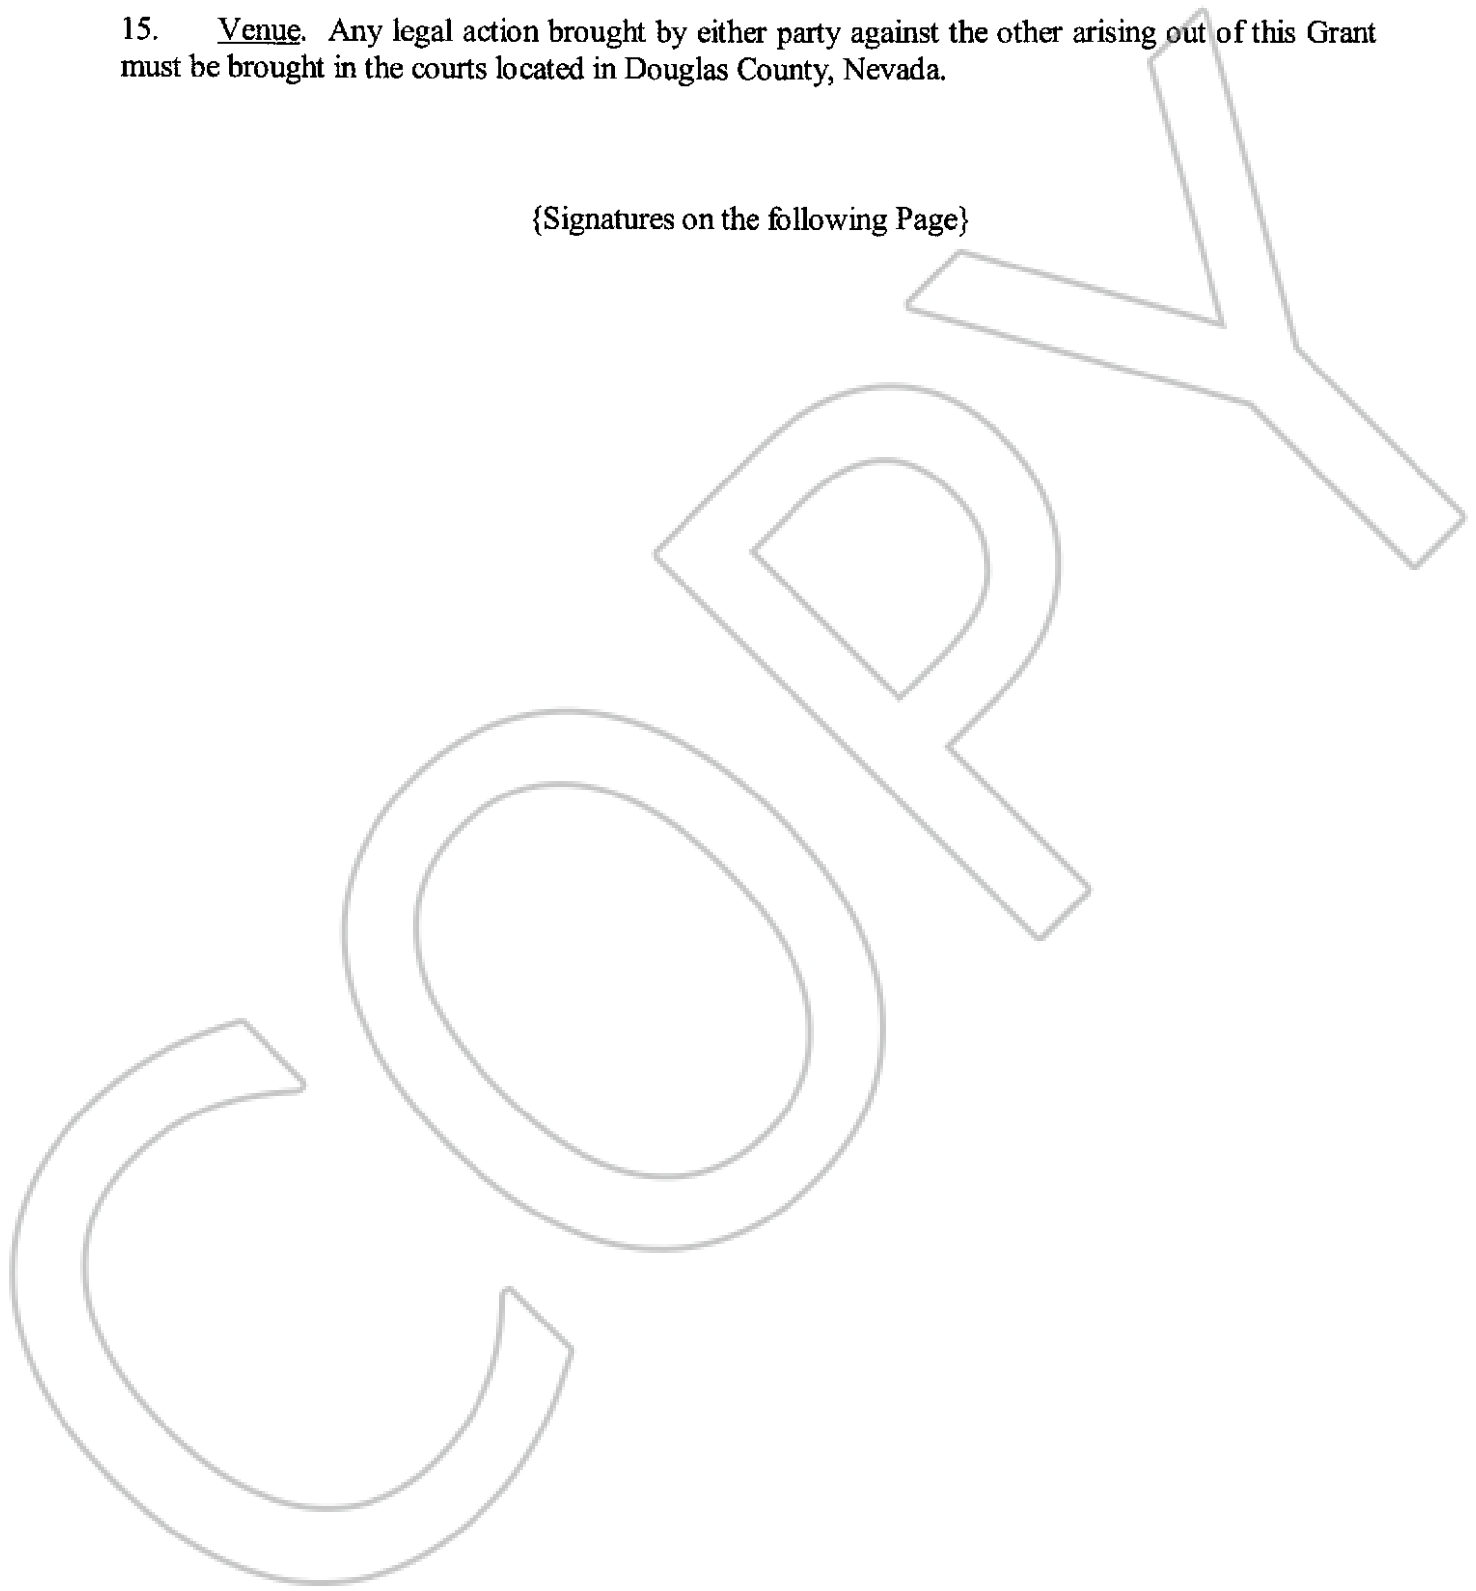 15. Venue. Any legal action brought by either party against the other arising out of this Grant
must be brought in the courts located in Douglas County, Nevada.
{Signatures on the following Page}
COPY